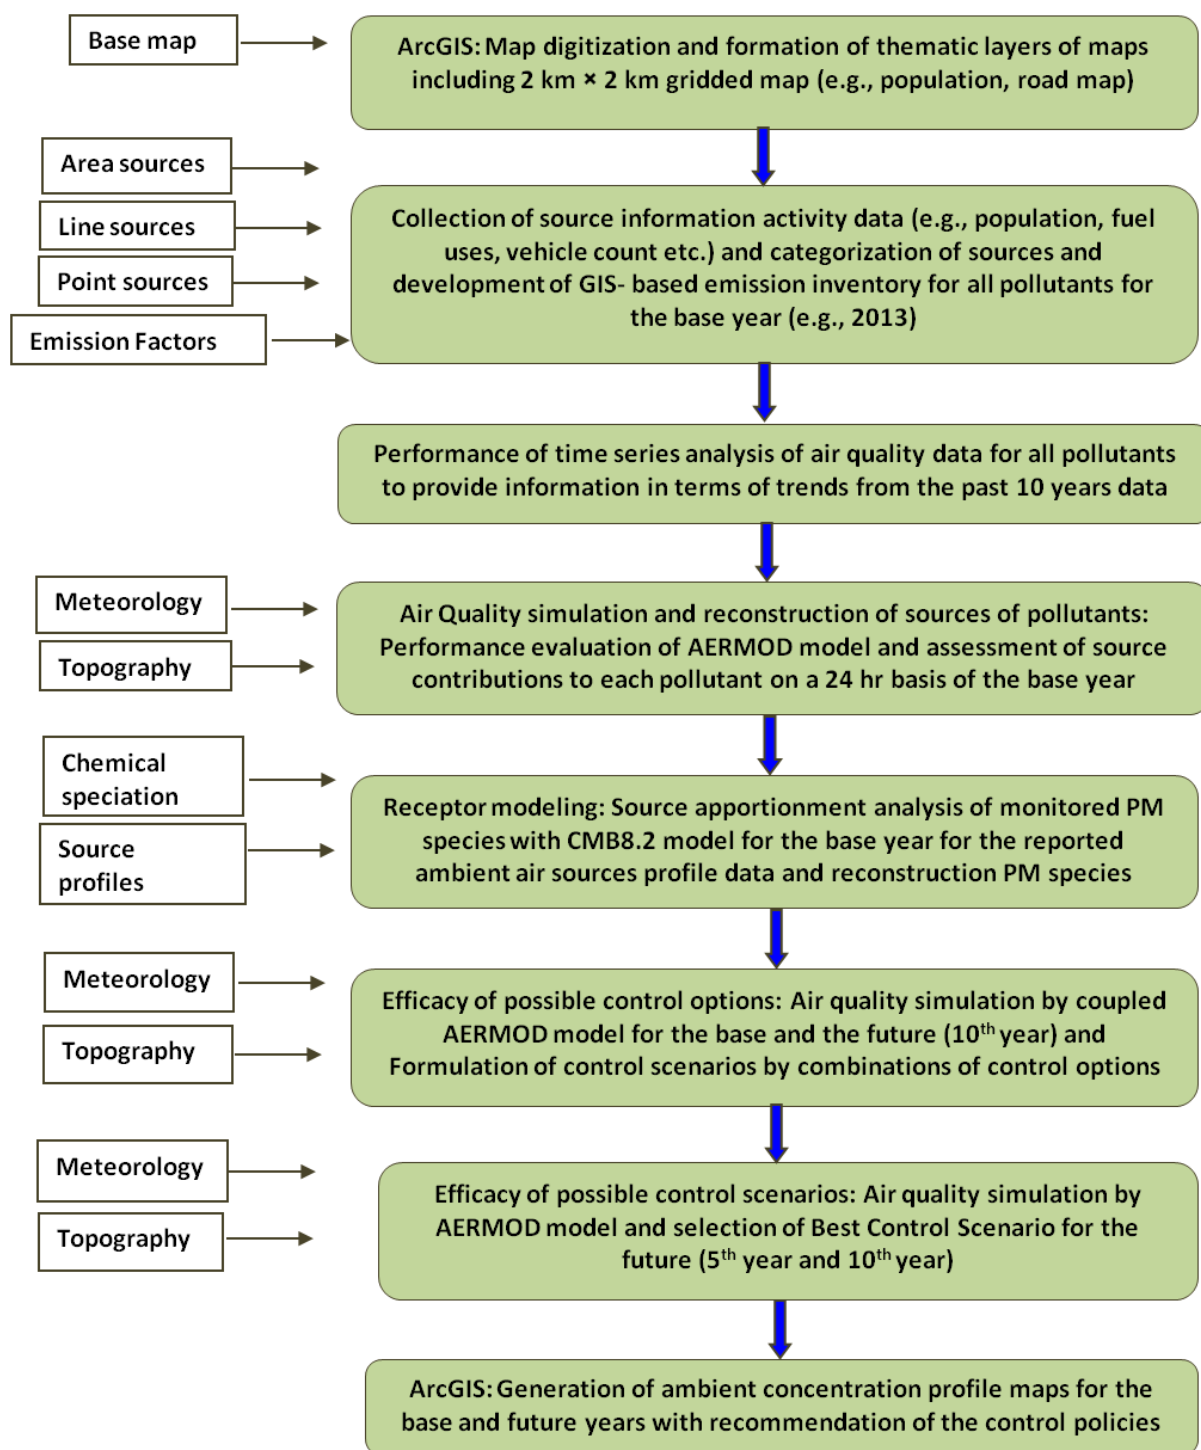 Base map
ArcGIS: Map digitization and formation of thematic layers of maps
including 2 km × 2 km gridded map (e.g., population, road map)
Area sources
Line sources
Point sources
Emission Factors
Collection of source information activity data (e.g., population, fuel
uses, vehicle count etc.) and categorization of sources and
development of GIS- based emission inventory for all pollutants for
the base year (e.g., 2013)
Performance of time series analysis of air quality data for all pollutants
to provide information in terms of trends from the past 10 years data
Meteorology
Topography
Air Quality simulation and reconstruction of sources of pollutants:
Performance evaluation of AERMOD model and assessment of source
contributions to each pollutant on a 24 hr basis of the base year
Chemical
speciation
Source
profiles
Receptor modeling: Source apportionment analysis of monitored PM
species with CMB8.2 model for the base year for the reported
ambient air sources profile data and reconstruction PM species
Meteorology
Topography
Efficacy of possible control options: Air quality simulation by coupled
AERMOD model for the base and the future (10th year) and
Formulation of control scenarios by combinations of control options
Meteorology
Topography
Efficacy of possible control scenarios: Air quality simulation by
AERMOD model and selection of Best Control Scenario for the
future (5th year and 10th year)
ArcGIS: Generation of ambient concentration profile maps for the
base and future years with recommendation of the control policies